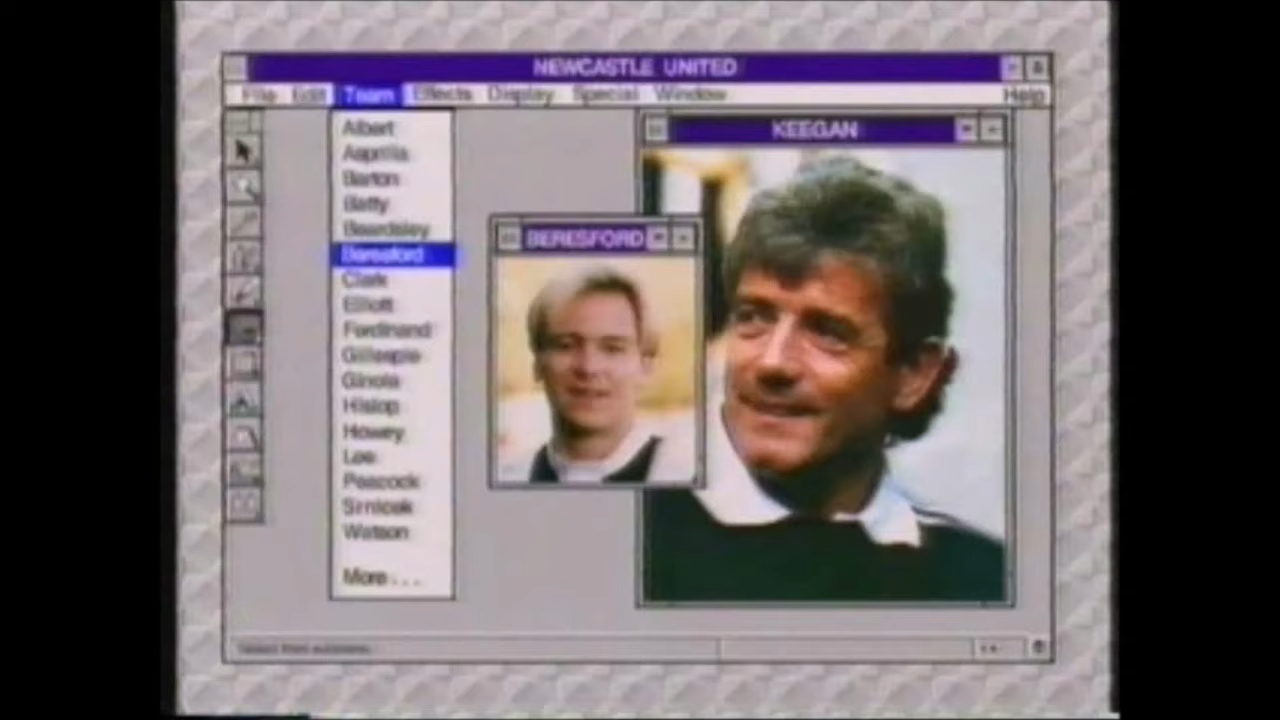 NEWCASTLE UNITED
File Edit Team Effects Display Special Window Help
KEEGAN
BERESFORD
Albert
Asprilla
Barton
Batty
Beardsley
Beresford
Clark
Elliott
Ferdinand
Gillespie
Ginola
Hislop
Howey
Lee
Peacock
Srnicek
Watson
More . . .